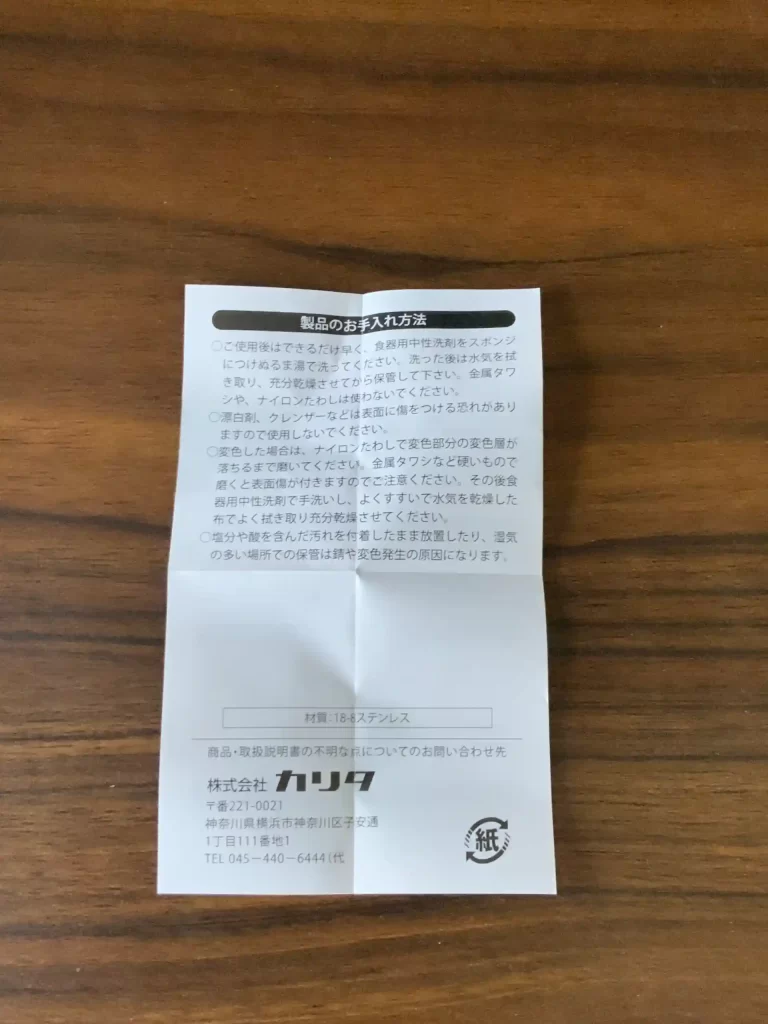 製品のお手入れ方法
○ご使用後はできるだけ早く、食器用中性洗剤をスポンジ
につけぬるま湯で洗ってください。洗った後は水気を拭
き取り、充分乾燥させてから保管して下さい。金属タワ
シや、ナイロンたわしは使わないでください。
○漂白剤、クレンザーなどは表面に傷をつける恐れがあり
ますので使用しないでください。
○変色した場合は、ナイロンたわしで変色部分の変色層が
落ちるまで磨いてください。金属タワシなど硬いもので
磨くと表面傷が付きますのでご注意ください。その後食
器用中性洗剤で手洗いし、よくすすいで水気を乾燥した
布でよく拭き取り充分乾燥させてください。
○塩分や酸を含んだ汚れを付着したまま放置したり、湿気
の多い場所での保管は錆や変色発生の原因になります。
材質:18-8ステンレス
商品・取扱説明書の不明な点についてのお問い合わせ先
株式会社 カリタ
〒番221-0021
神奈川県横浜市神奈川区子安通
1丁目111番地1
TEL 045－440－6444(代
紙